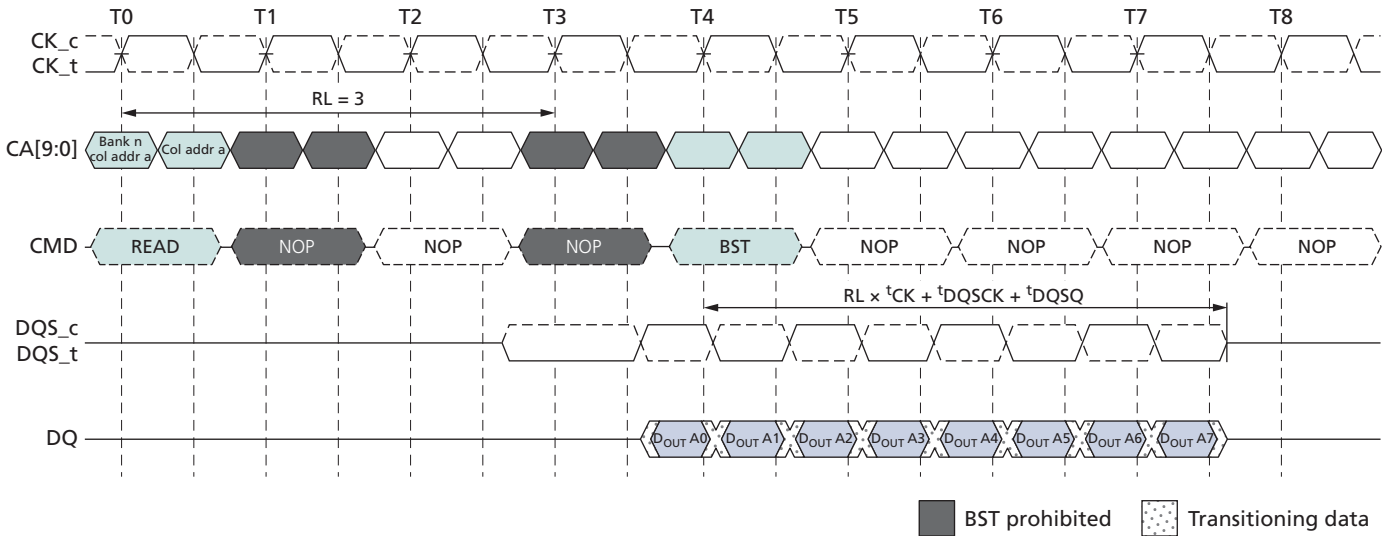 T0 T1 T2 T3 T4 T5 T6 T7 T8
CK_c
CK_t
RL = 3
CA[9:0]
Bank n
col addr a
Col addr a
CMD
READ NOP NOP NOP BST NOP NOP NOP NOP
RL × tCK + tDQSCK + tDQSQ
DQS_c
DQS_t
DQ
DOUT A0 DOUT A1 DOUT A2 DOUT A3 DOUT A4 DOUT A5 DOUT A6 DOUT A7
BST prohibited Transitioning data